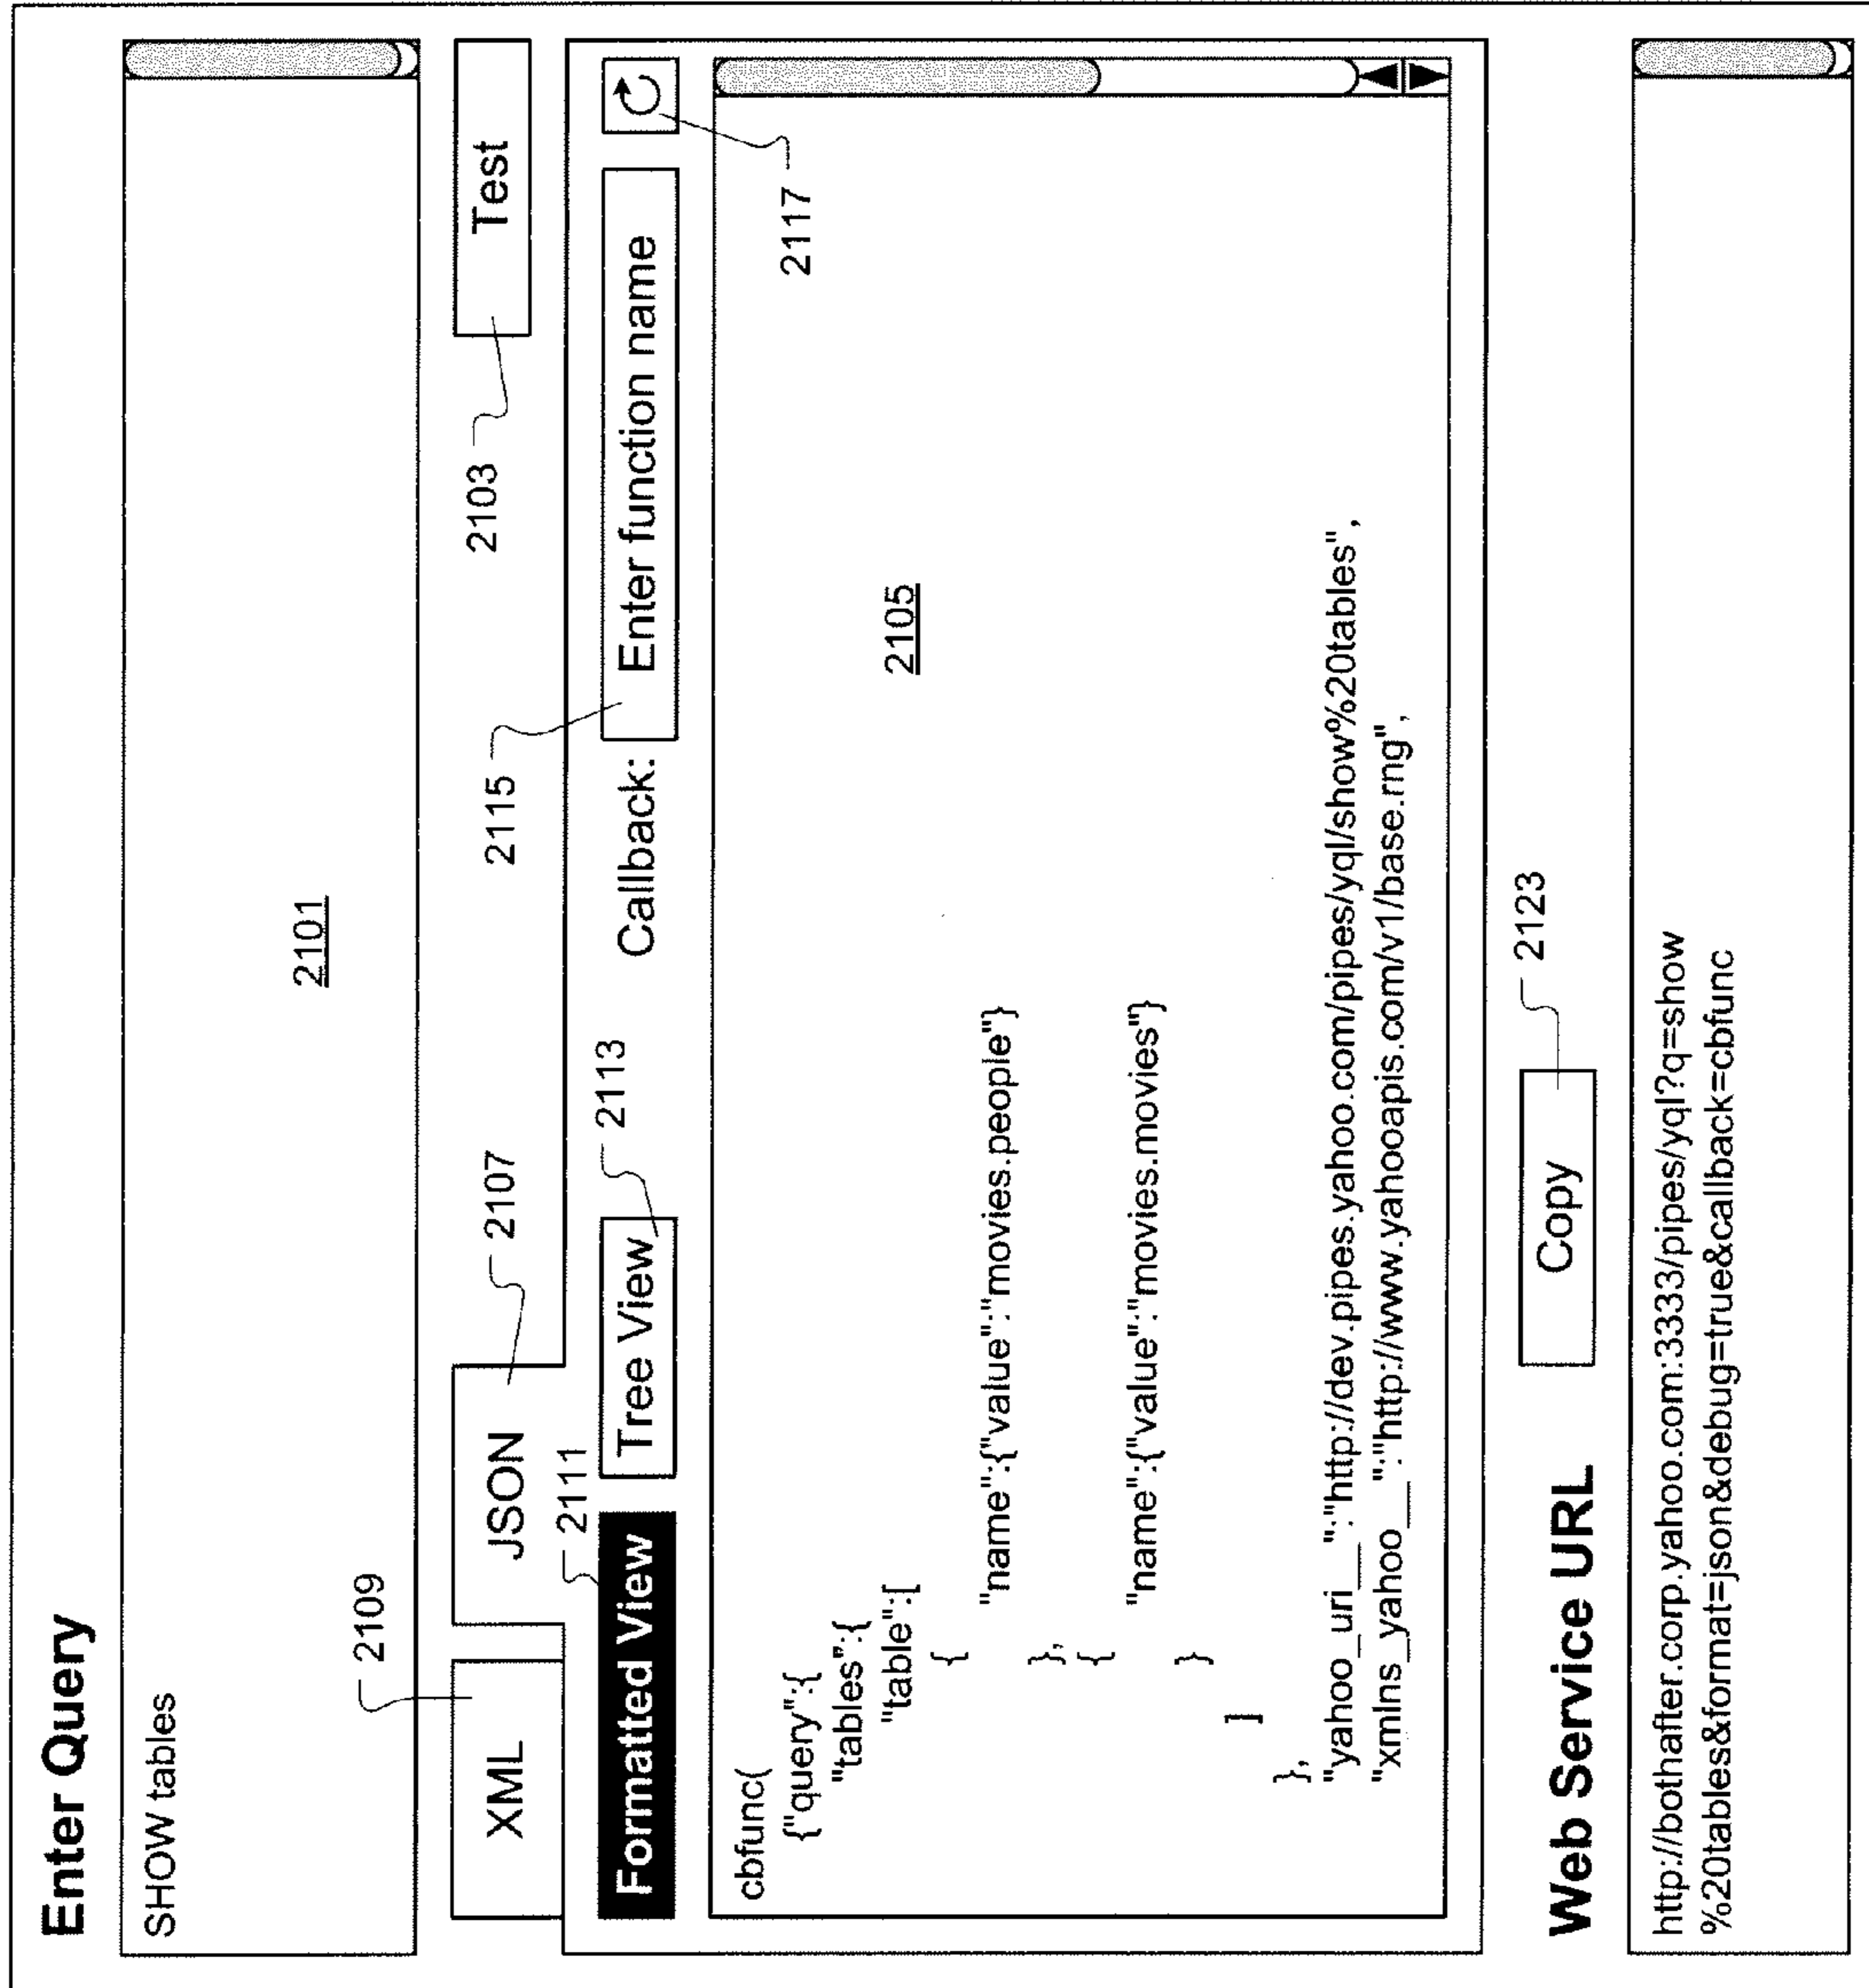 Enter Query
SHOW tables
2101
2109
2107
2103
Test
XML
JSON
2111
2113
2115
Formatted View
Tree View
Callback:
Enter function name
2117
cbfunc(
{"query":{
"tables":{
"table":[
{
"name":{"value":"movies.people"}
},
{
"name":{"value":"movies.movies"}
}
]
},
"yahoo_uri__":"http://dev.pipes.yahoo.com/pipes/yql/show%20tables",
"xmlns_yahoo__":"http://www.yahooapis.com/v1/base.rng",
2105
Web Service URL
Copy
2123
http://bothafter.corp.yahoo.com:3333/pipes/yql?q=show
%20tables&format=json&debug=true&callback=cbfunc